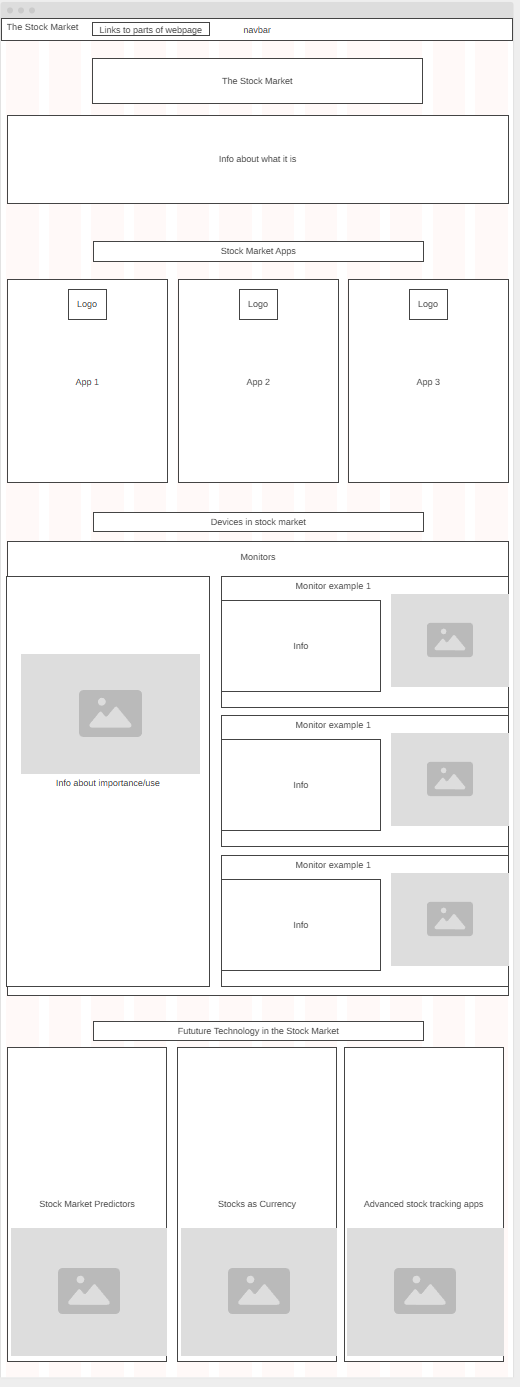 The Stock Market
Links to parts of webpage
navbar
The Stock Market
Info about what it is
Stock Market Apps
Logo
Logo
Logo
App 1
App 2
App 3
Devices in stock market
Monitors
Monitor example 1
Info
Monitor example 1
Info
Info about importance/use
Monitor example 1
Info
Fututure Technology in the Stock Market
Stock Market Predictors
Stocks as Currency
Advanced stock tracking apps